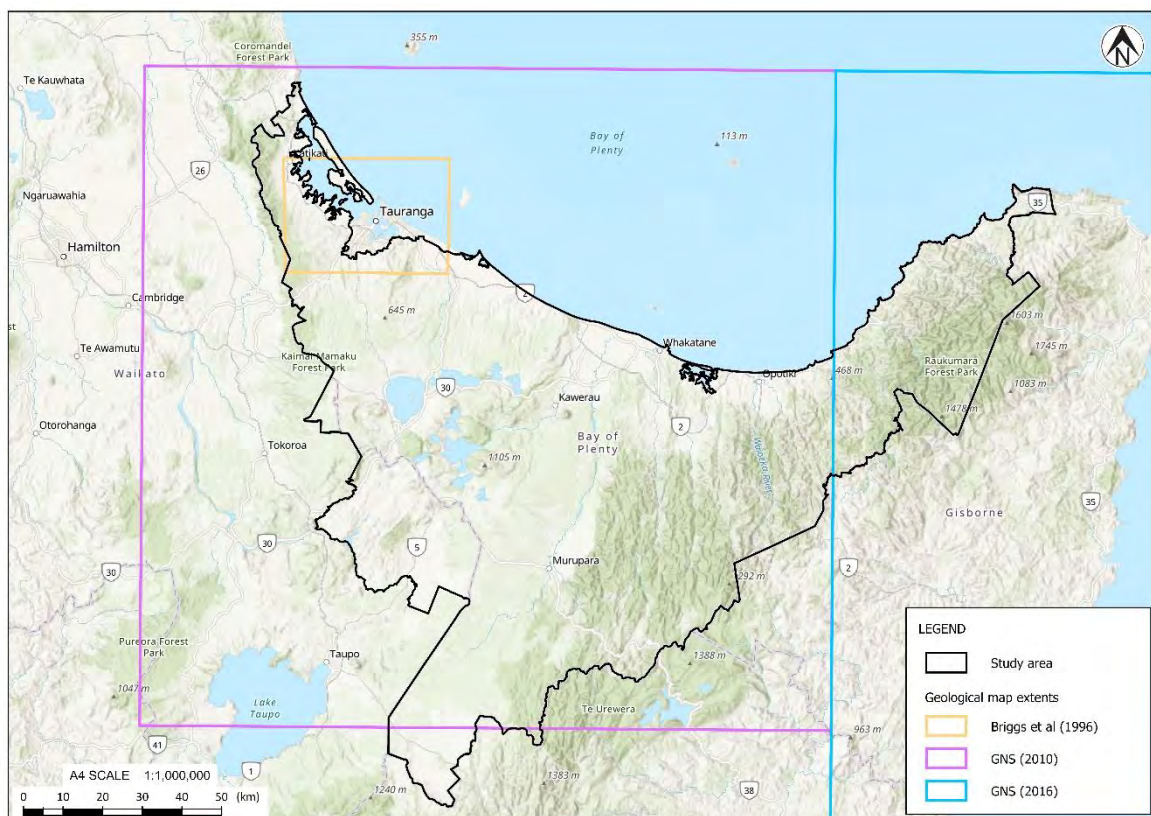 355 m
Coromandel
Forest Park
N
Te Kauwhata
Bay of
Plenty
113 m
26
Katikati
Ngaruawahia
35
Tauranga
Hamilton
2
Cambridge
645 m
1603 m
Te Awamutu
Whakatane
1745 m
Kaimai Mamaku
Forest Park
Waikato
Raukumara
Forest Park
Opotiki
468 m
30
1083 m
Kawerau
1478 m
2
Otorohanga
Bay of
Plenty
Tokoroa
1105 m
Waioeka River
35
Gisborne
30
5
30
Murupara
2
292 m
Pureora Forest
Park
Taupo
1388 m
1047 m
Lake
Taupo
Te Urewera
963 m
41
1
1383 m
1240 m
38
A4 SCALE 1:1,000,000
0 10 20 30 40 50 (km)
LEGEND
Study area
Geological map extents
Briggs et al (1996)
GNS (2010)
GNS (2016)